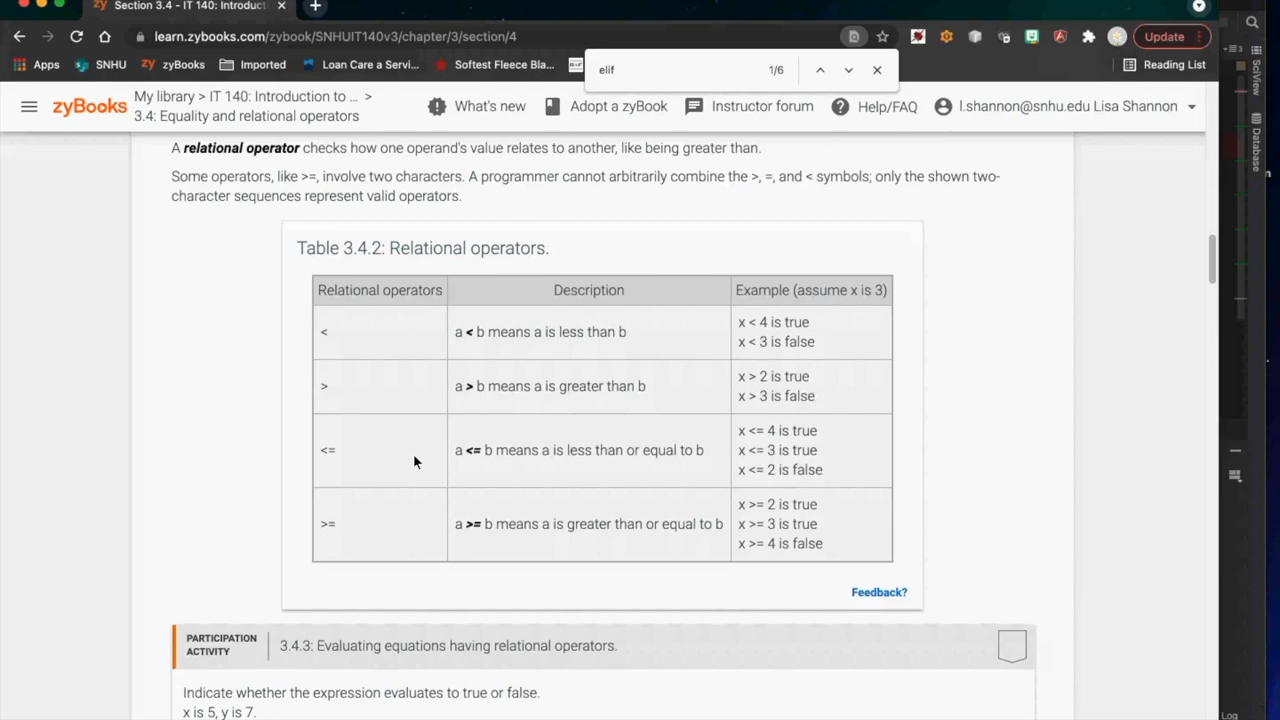 Section 3.4 - IT 140: Introducti
learn.zybooks.com/zybook/SNHUIT140v3/chapter/3/section/4
Update
Apps
SNHU
zyBooks
Imported
Loan Care a Servi...
Softest Fleece Bla...
elif
1/6
Reading List
zyBooks
My library > IT 140: Introduction to ... >
3.4: Equality and relational operators
What's new
Adopt a zyBook
Instructor forum
Help/FAQ
l.shannon@snhu.edu Lisa Shannon
A relational operator checks how one operand's value relates to another, like being greater than.
Some operators, like >=, involve two characters. A programmer cannot arbitrarily combine the >, =, and < symbols; only the shown two-
character sequences represent valid operators.
Table 3.4.2: Relational operators.
Relational operators
Description
Example (assume x is 3)
<
a < b means a is less than b
x < 4 is true
x < 3 is false
>
a > b means a is greater than b
x > 2 is true
x > 3 is false
<=
a <= b means a is less than or equal to b
x <= 4 is true
x <= 3 is true
x <= 2 is false
>=
a >= b means a is greater than or equal to b
x >= 2 is true
x >= 3 is true
x >= 4 is false
Feedback?
PARTICIPATION
ACTIVITY
3.4.3: Evaluating equations having relational operators.
Indicate whether the expression evaluates to true or false.
x is 5, y is 7.
SciView
Database
Log